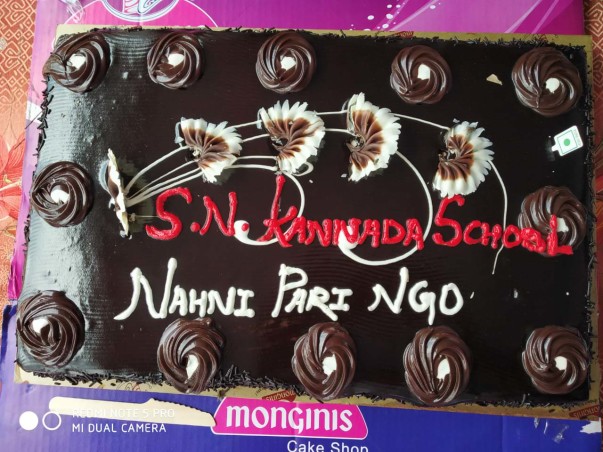 S.N. KANNADA SCHOOL
NAHNI PARI NGO
REDMI NOTE 5 PRO
MI DUAL CAMERA
MONGINIS
Cake Shop